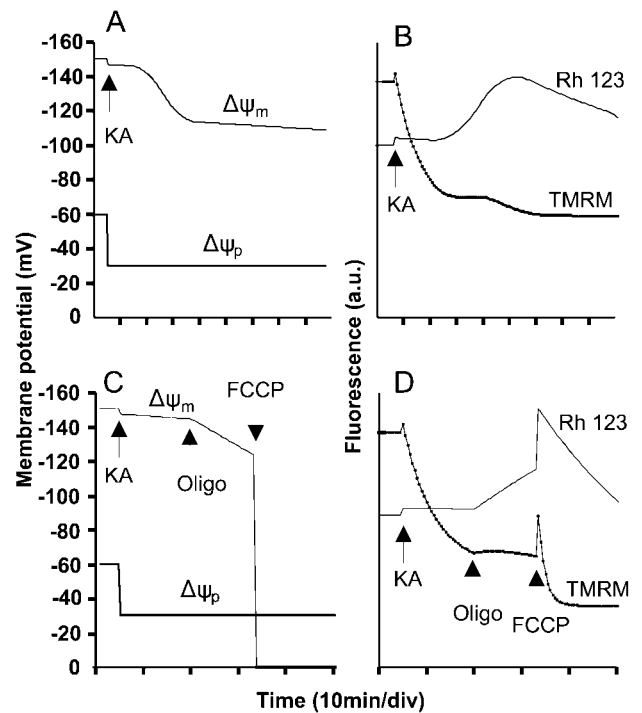 A
B
-160
-140
-120
-100
-80
-60
-40
-20
0
KA
Δψm
Δψp
Rh 123
KA
TMRM
Membrane potential (mV)
Fluorescence (a.u.)
C
D
-160
-140
-120
-100
-80
-60
-40
-20
0
Δψm
FCCP
KA
Oligo
Δψp
Rh 123
KA
Oligo
FCCP
TMRM
Time (10min/div)